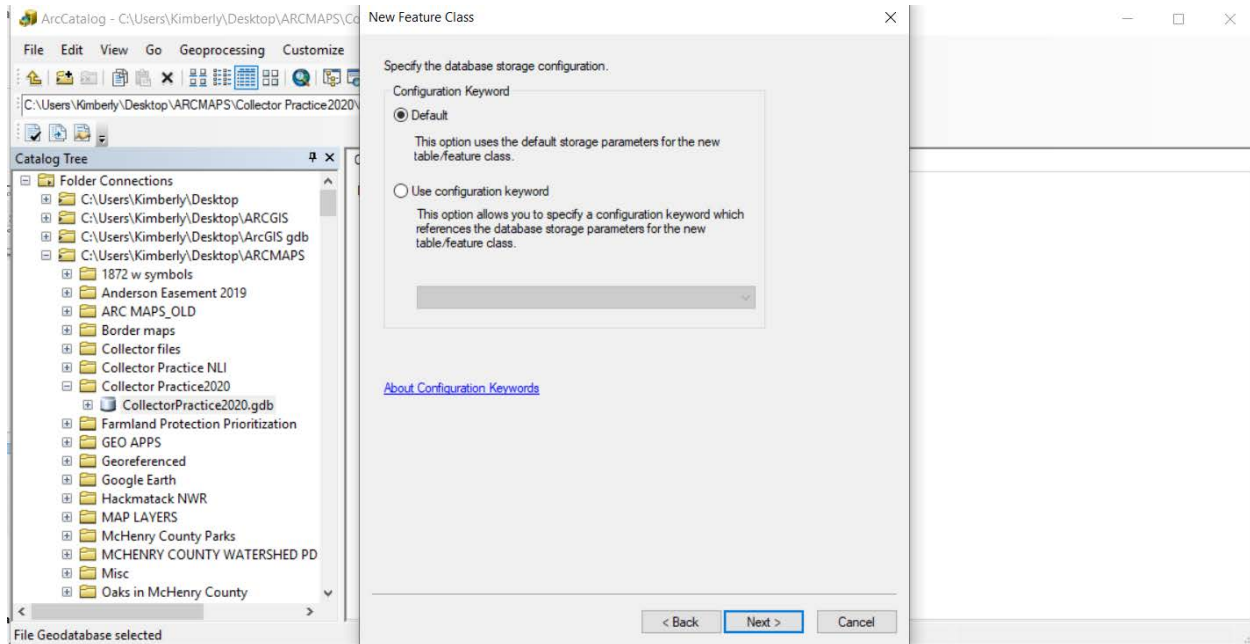 ArcCatalog - C:\Users\Kimberly\Desktop\ARCMAPS\Co
File Edit View Go Geoprocessing Customize
C:\Users\Kimberly\Desktop\ARCMAPS\Collector Practice2020\
Catalog Tree
Folder Connections
C:\Users\Kimberly\Desktop
C:\Users\Kimberly\Desktop\ARCGIS
C:\Users\Kimberly\Desktop\ArcGIS gdb
C:\Users\Kimberly\Desktop\ARCMAPS
1872 w symbols
Anderson Easement 2019
ARC MAPS_OLD
Border maps
Collector files
Collector Practice NLI
Collector Practice2020
CollectorPractice2020.gdb
Farmland Protection Prioritization
GEO APPS
Georeferenced
Google Earth
Hackmatack NWR
MAP LAYERS
McHenry County Parks
MCHENRY COUNTY WATERSHED PD
Misc
Oaks in McHenry County
File Geodatabase selected
New Feature Class
Specify the database storage configuration.
Configuration Keyword
Default
This option uses the default storage parameters for the new
table/feature class.
Use configuration keyword
This option allows you to specify a configuration keyword which
references the database storage parameters for the new
table/feature class.
About Configuration Keywords
< Back Next > Cancel